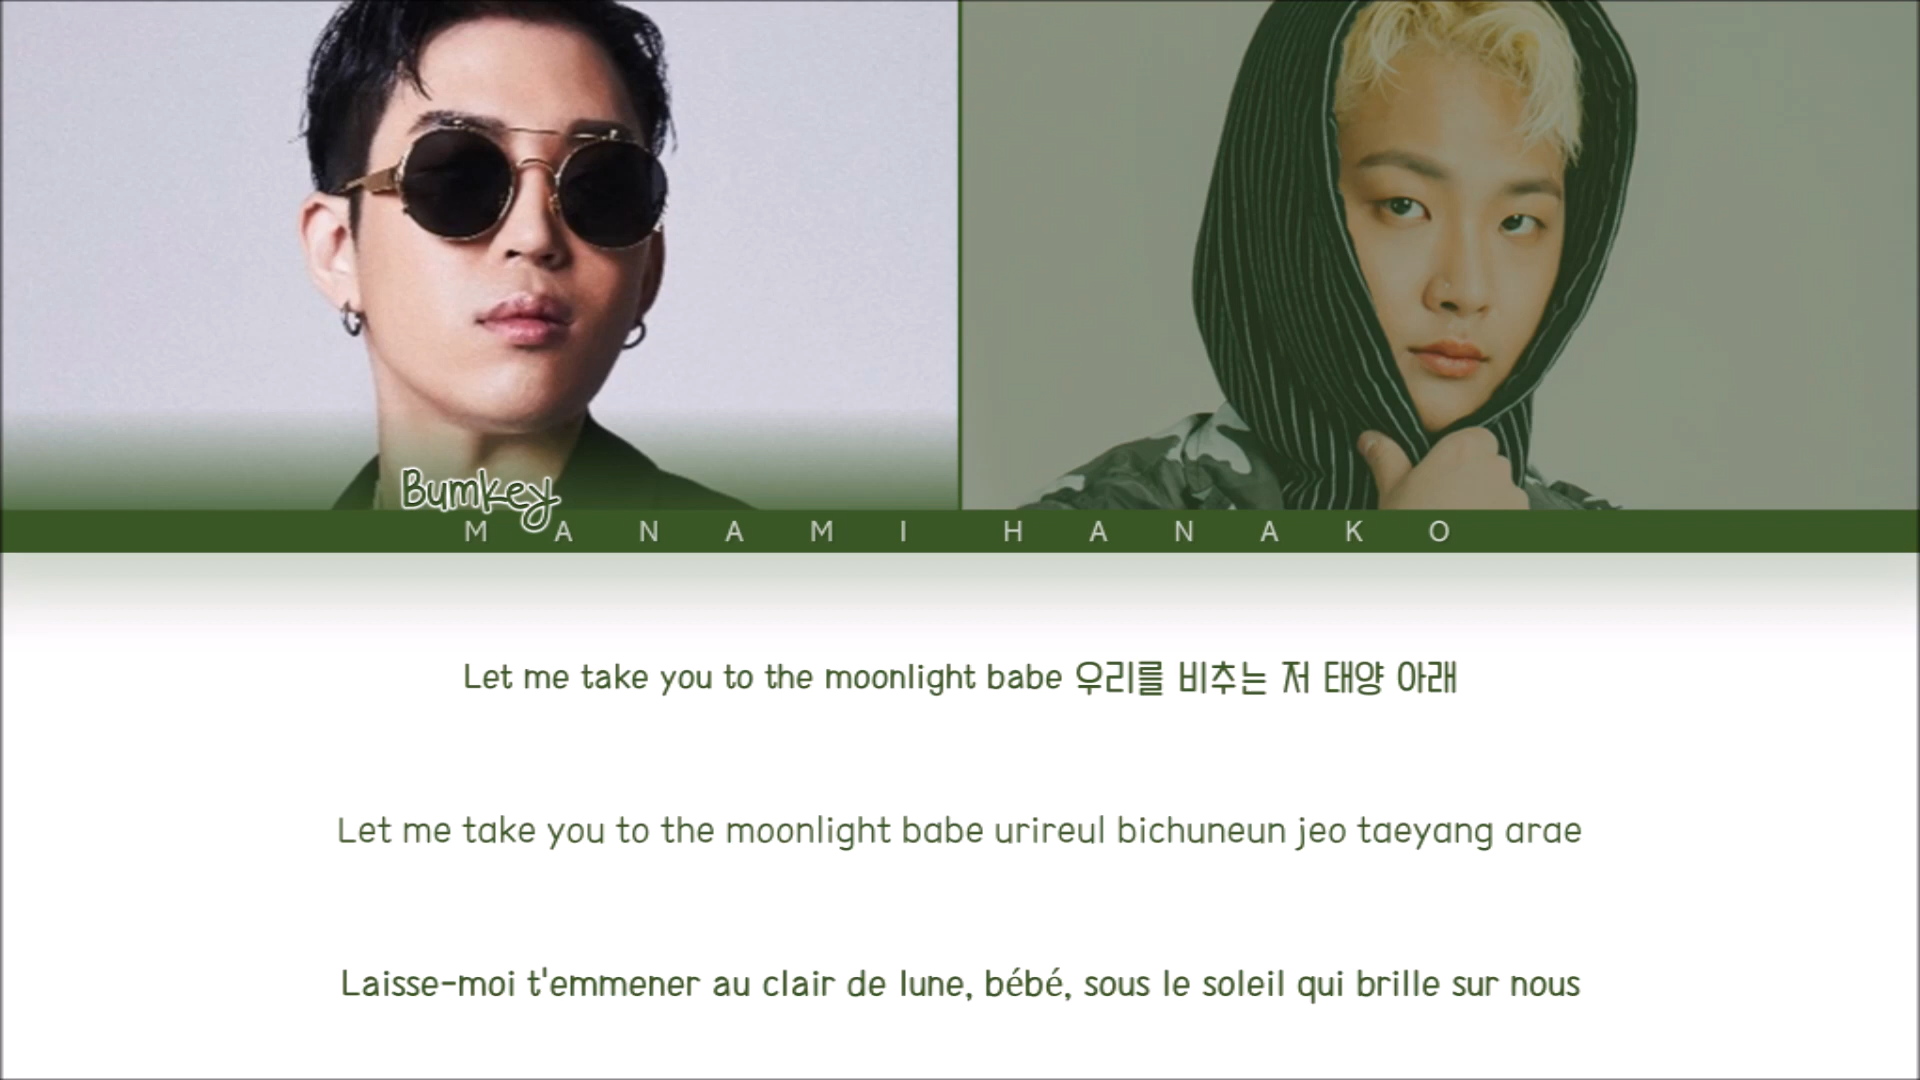 Bumkey
MANAMI HANAKO
Let me take you to the moonlight babe 우리를 비추는 저 태양 아래
Let me take you to the moonlight babe urireul bichuneun jeo taeyang arae
Laisse-moi t'emmener au clair de lune, bébé, sous le soleil qui brille sur nous